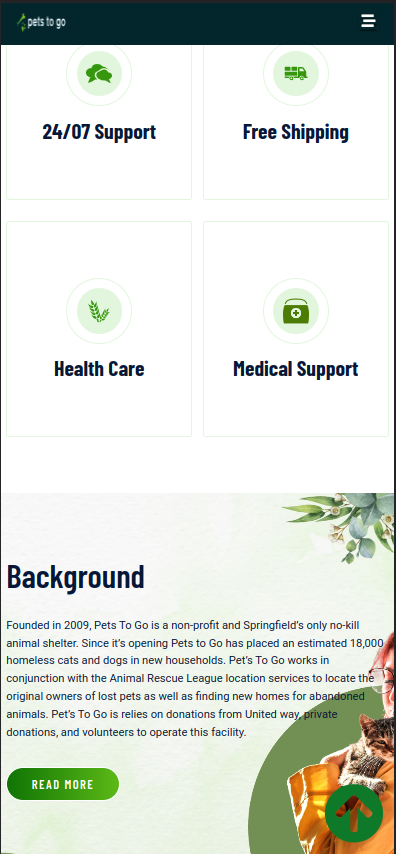 pets to go
24/07 Support
Free Shipping
Health Care
Medical Support
Background
Founded in 2009, Pets To Go is a non-profit and Springfield's only no-kill
animal shelter. Since it's opening Pets to Go has placed an estimated 18,000
homeless cats and dogs in new households. Pet's To Go works in
conjunction with the Animal Rescue League location services to locate the
original owners of lost pets as well as finding new homes for abandoned
animals. Pet's To Go is relies on donations from United way, private
donations, and volunteers to operate this facility.
READ MORE